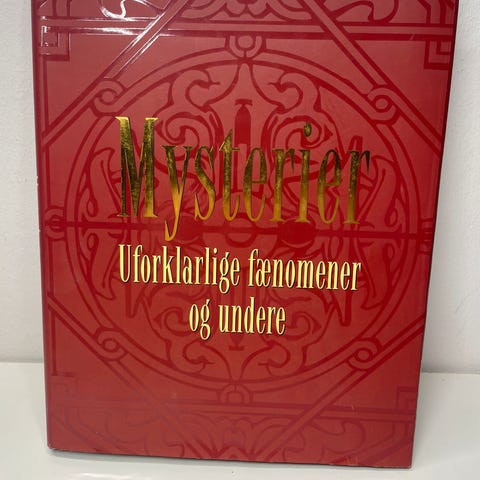 Mysterier
Uforklarlige fænomener
og undere